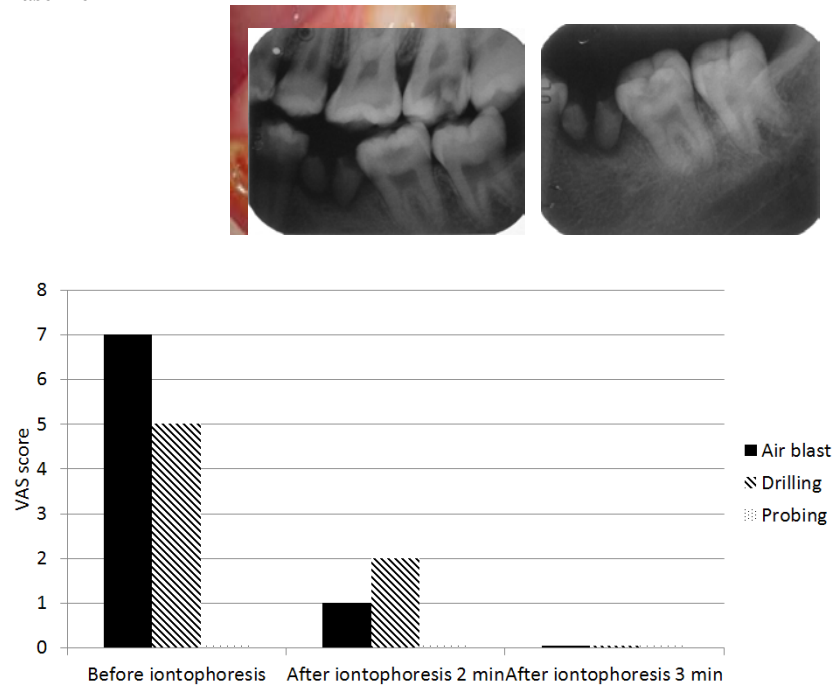 8
7
6
5
4
3
2
1
0
VAS score
Air blast
Drilling
Probing
Before iontophoresis
After iontophoresis 2 min
After iontophoresis 3 min